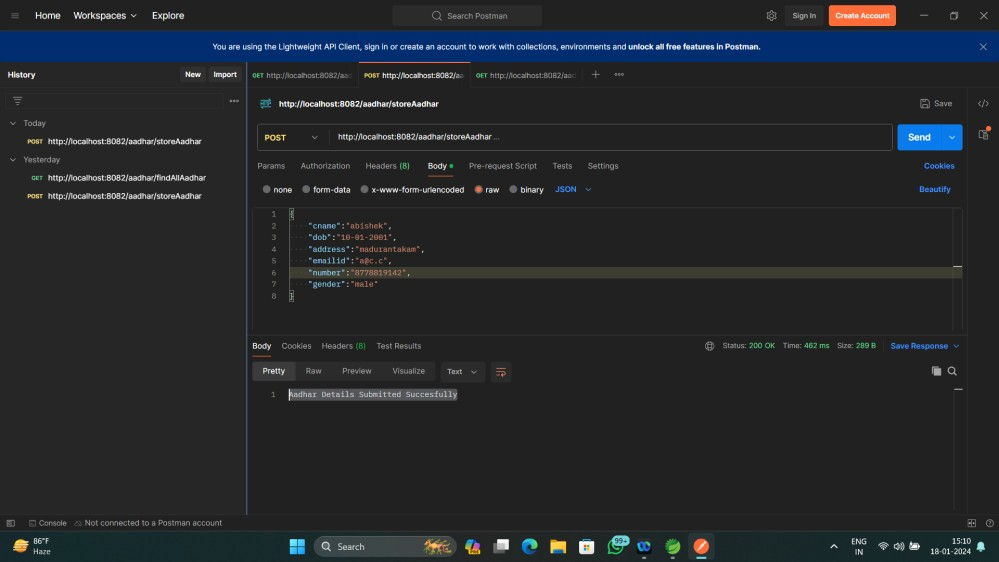 Home Workspaces Explore Search Postman Sign In Create Account
You are using the Lightweight API Client, sign in or create an account to work with collections, environments and unlock all free features in Postman.
History New Import GET http://localhost:8082/aad POST http://localhost:8082/aa GET http://localhost:8082/aad
http://localhost:8082/aadhar/storeAadhar Save
Today
POST http://localhost:8082/aadhar/storeAadhar
Yesterday
GET http://localhost:8082/aadhar/findAllAadhar
POST http://localhost:8082/aadhar/storeAadhar
POST http://localhost:8082/aadhar/storeAadhar ... Send
Params Authorization Headers (8) Body Pre-request Script Tests Settings Cookies
none form-data x-www-form-urlencoded raw binary JSON Beautify
1 {
2 "cname":"abishek",
3 "dob":"10-01-2001",
4 "address":"madurantakam",
5 "emailid":"a@c.c",
6 "number":"8778819142",
7 "gender":"male"
8 }
Body Cookies Headers (8) Test Results Status: 200 OK Time: 462 ms Size: 289 B Save Response
Pretty Raw Preview Visualize Text
1 Aadhar Details Submitted Succesfully
Console Not connected to a Postman account
86°F
Haze
Search
99+
ENG
IN
15:10
18-01-2024